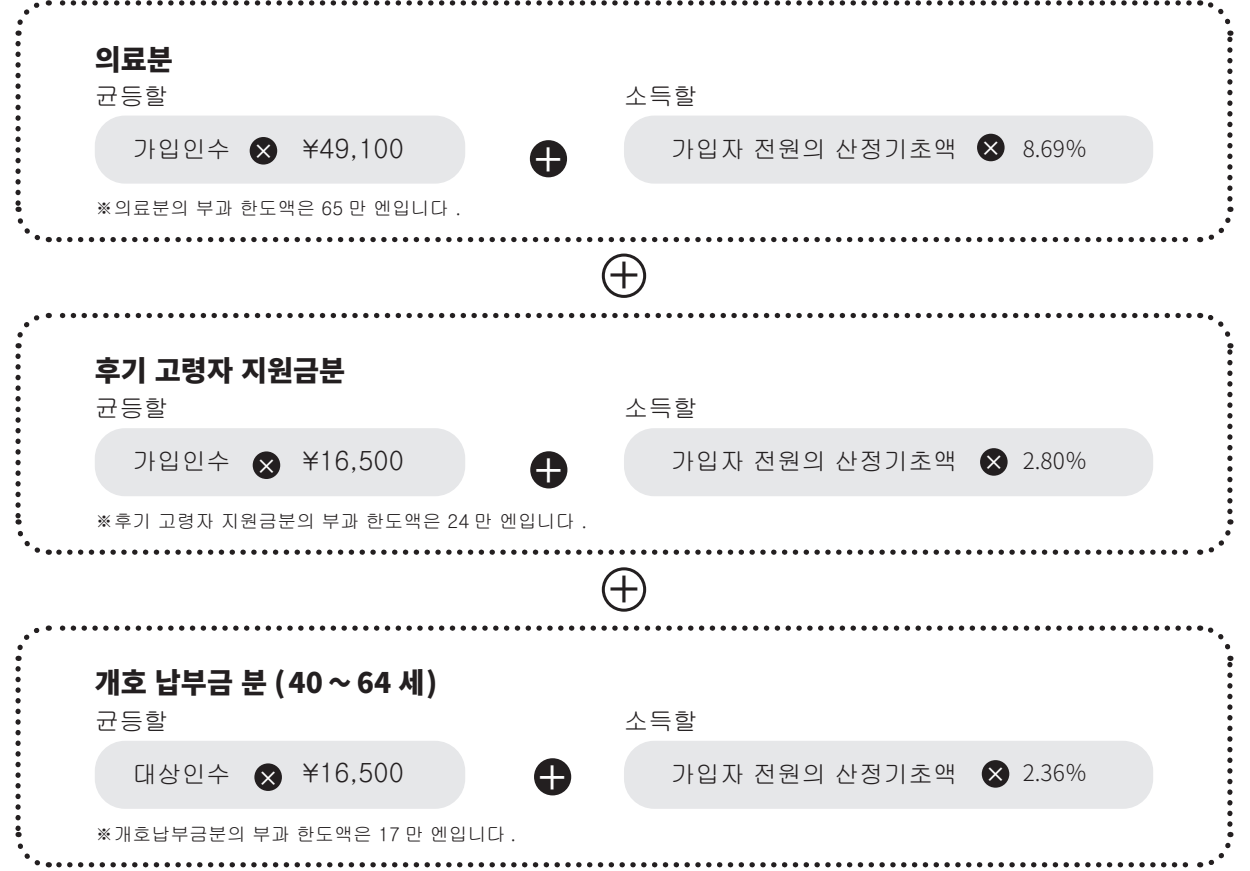 의료분
균등할 소득할
가입인수 ⊗ ¥49,100 ⊕ 가입자 전원의 산정기초액 ⊗ 8.69%
※의료분의 부과 한도액은 65 만 엔입니다 .
⊕
후기 고령자 지원금분
균등할 소득할
가입인수 ⊗ ¥16,500 ⊕ 가입자 전원의 산정기초액 ⊗ 2.80%
※후기 고령자 지원금분의 부과 한도액은 24 만 엔입니다 .
⊕
개호 납부금 분 (40 ～ 64 세)
균등할 소득할
대상인수 ⊗ ¥16,500 ⊕ 가입자 전원의 산정기초액 ⊗ 2.36%
※개호납부금분의 부과 한도액은 17 만 엔입니다 .